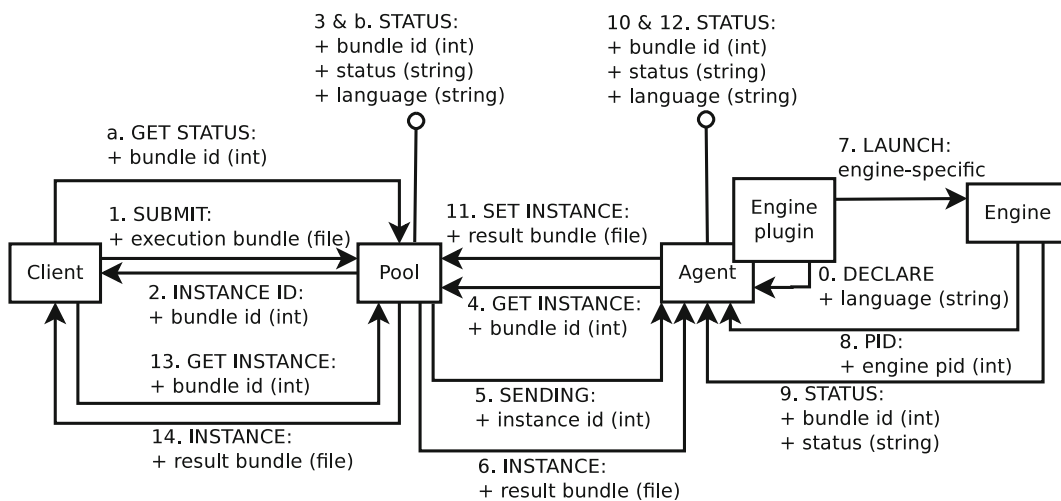 3 & b. STATUS:
+ bundle id (int)
+ status (string)
+ language (string)
10 & 12. STATUS:
+ bundle id (int)
+ status (string)
+ language (string)
a. GET STATUS:
+ bundle id (int)
7. LAUNCH:
engine-specific
1. SUBMIT:
+ execution bundle (file)
11. SET INSTANCE:
+ result bundle (file)
Engine
plugin
Engine
Client
Pool
Agent
2. INSTANCE ID:
+ bundle id (int)
4. GET INSTANCE:
+ bundle id (int)
0. DECLARE
+ language (string)
13. GET INSTANCE:
+ bundle id (int)
8. PID:
+ engine pid (int)
5. SENDING:
+ instance id (int)
9. STATUS:
+ bundle id (int)
+ status (string)
14. INSTANCE:
+ result bundle (file)
6. INSTANCE:
+ result bundle (file)